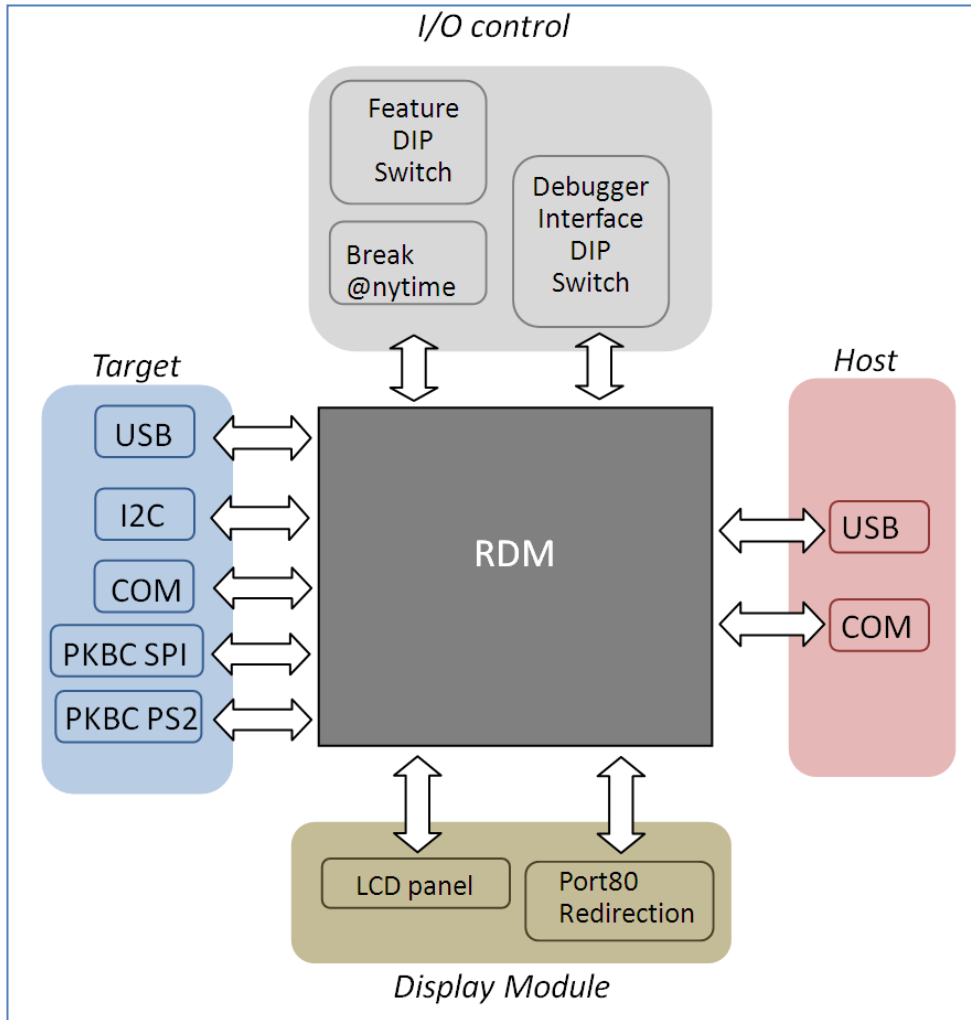 I/O control
Feature
DIP
Switch
Debugger
Interface
DIP
Switch
Break
@nytime
Target
USB
I2C
COM
PKBC SPI
PKBC PS2
RDM
Host
USB
COM
LCD panel
Port80
Redirection
Display Module